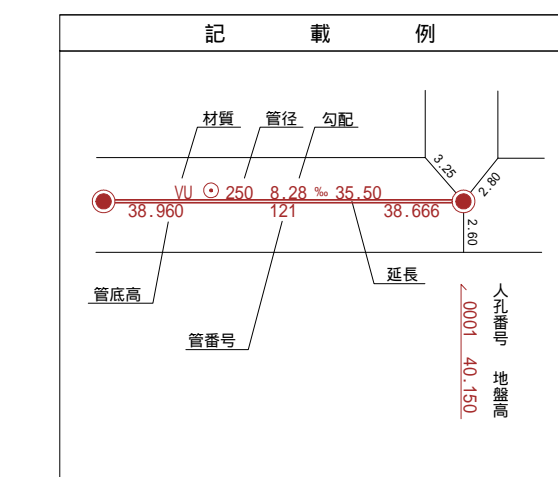 記載例
材質 管径 勾配
VU ⊙ 250 8.28 ‰ 35.50
38.960 121 38.666
3.25
2.80
2.60
管底高
管番号
延長
人孔番号 地盤高
0001 40.150